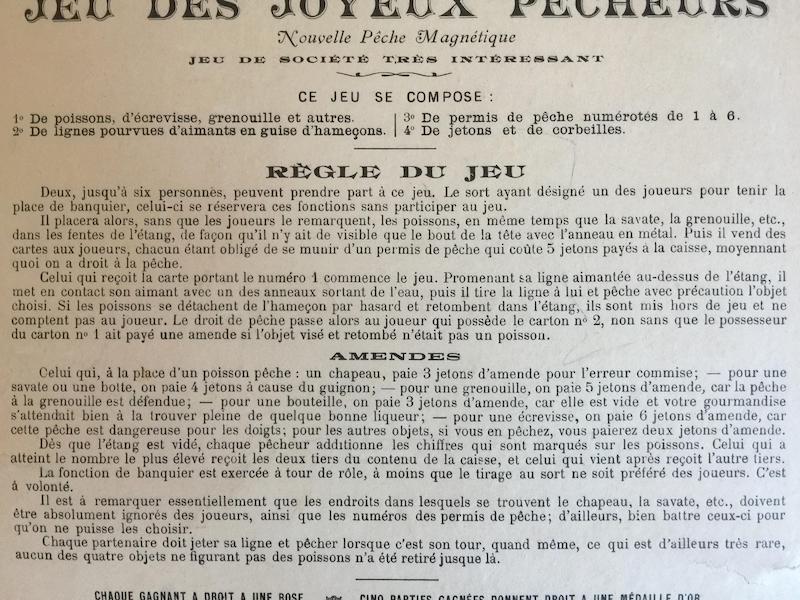 JEU DES JOYEUX PÊCHEURS
Nouvelle Pêche Magnétique
JEU DE SOCIÉTÉ TRÈS INTÉRESSANT
CE JEU SE COMPOSE :
1º De poissons, d'écrevisse, grenouille et autres.
2º De lignes pourvues d'aimants en guise d'hameçons.
3º De permis de pêche numérotés de 1 à 6.
4º De jetons et de corbeilles.
RÈGLE DU JEU
Deux, jusqu'à six personnes, peuvent prendre part à ce jeu. Le sort ayant désigné un des joueurs pour tenir la
place de banquier, celui-ci se réservera ces fonctions sans participer au jeu.
Il placera alors, sans que les joueurs le remarquent, les poissons, en même temps que la savate, la grenouille, etc.,
dans les fentes de l'étang, de façon qu'il n'y ait de visible que le bout de la tête avec l'anneau en métal. Puis il vend des
cartes aux joueurs, chacun étant obligé de se munir d'un permis de pêche qui coûte 5 jetons payés à la caisse, moyennant
quoi on a droit à la pêche.
Celui qui reçoit la carte portant le numéro 1 commence le jeu. Promenant sa ligne aimantée au-dessus de l'étang, il
met en contact son aimant avec un des anneaux sortant de l'eau, puis il tire la ligne à lui et pêche avec précaution l'objet
choisi. Si les poissons se détachent de l'hameçon par hasard et retombent dans l'étang, ils sont mis hors de jeu et ne
comptent pas au joueur. Le droit de pêche passe alors au joueur qui possède le carton nº 2, non sans que le possesseur
du carton nº 1 ait payé une amende si l'objet visé et retombé n'était pas un poisson.
AMENDES
Celui qui, à la place d'un poisson pêche : un chapeau, paie 3 jetons d'amende pour l'erreur commise; — pour une
savate ou une botte, on paie 4 jetons à cause du guignon; — pour une grenouille, on paie 5 jetons d'amende, car la pêche
à la grenouille est défendue; — pour une bouteille, on paie 3 jetons d'amende, car elle est vide et votre gourmandise
s'attendait bien à la trouver pleine de quelque bonne liqueur; — pour une écrevisse, on paie 6 jetons d'amende, car
cette pêche est dangereuse pour les doigts; pour les autres objets, si vous en pêchez, vous paierez deux jetons d'amende.
Dès que l'étang est vidé, chaque pêcheur additionne les chiffres qui sont marqués sur les poissons. Celui qui a
atteint le nombre le plus élevé reçoit les deux tiers du contenu de la caisse, et celui qui vient après reçoit l'autre tiers.
La fonction de banquier est exercée à tour de rôle, à moins que le tirage au sort ne soit préféré des joueurs. C'est
à volonté.
Il est à remarquer essentiellement que les endroits dans lesquels se trouvent le chapeau, la savate, etc., doivent
être absolument ignorés des joueurs, ainsi que les numéros des permis de pêche; d'ailleurs, bien battre ceux-ci pour
qu'on ne puisse les choisir.
Chaque partenaire doit jeter sa ligne et pêcher lorsque c'est son tour, quand même, ce qui est d'ailleurs très rare,
aucun des quatre objets ne figurant pas des poissons n'a été retiré jusque là.
CHAQUE GAGNANT A DROIT A UNE ROSE CINQ PARTIES GAGNÉES DONNENT DROIT A UNE MÉDAILLE D'OR